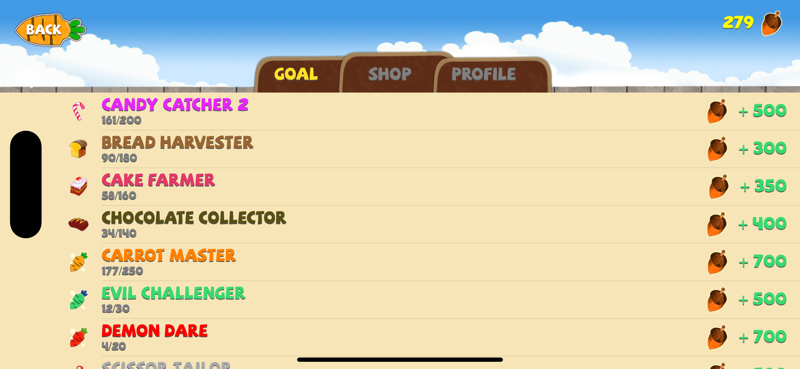 BACK
279
GOAL
SHOP
PROFILE
CANDY CATCHER 2
161/200
+ 500
BREAD HARVESTER
90/180
+ 300
CAKE FARMER
58/160
+ 350
CHOCOLATE COLLECTOR
34/140
+ 400
CARROT MASTER
177/250
+ 700
EVIL CHALLENGER
12/30
+ 500
DEMON DARE
4/20
+ 700
SCISSOR TAILOR